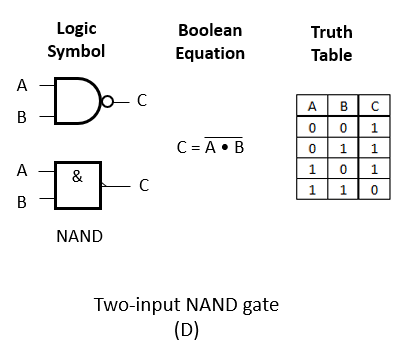 Logic
Symbol
Boolean
Equation
Truth
Table
A
B
C
C = A • B
A B C
0 0 1
0 1 1
1 0 1
1 1 0
A
B
&
C
NAND
Two-input NAND gate
(D)